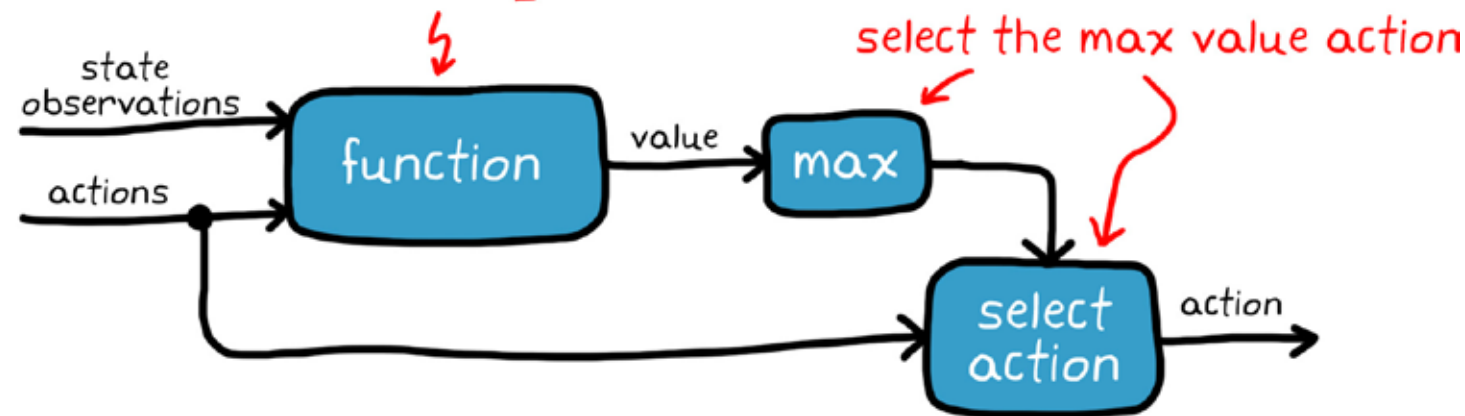 select the max value action
state
observations
function
value
max
actions
select
action
action